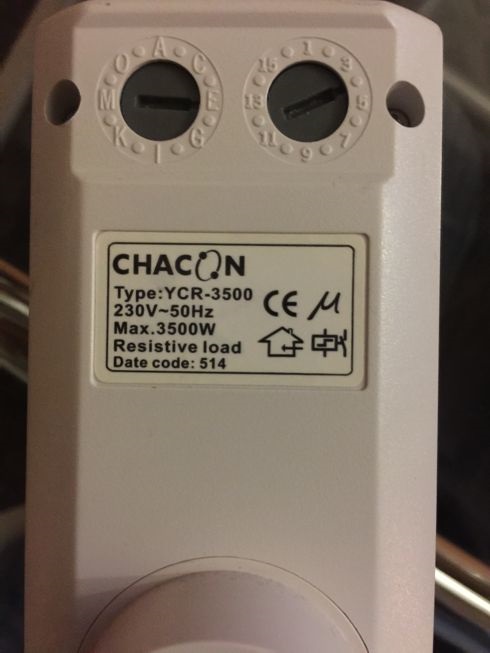 A C E G I K M O
1 3 5 7 9 11 13 15
CHACON
Type:YCR-3500
230V~50Hz
Max.3500W
Resistive load
Date code: 514
CE μ